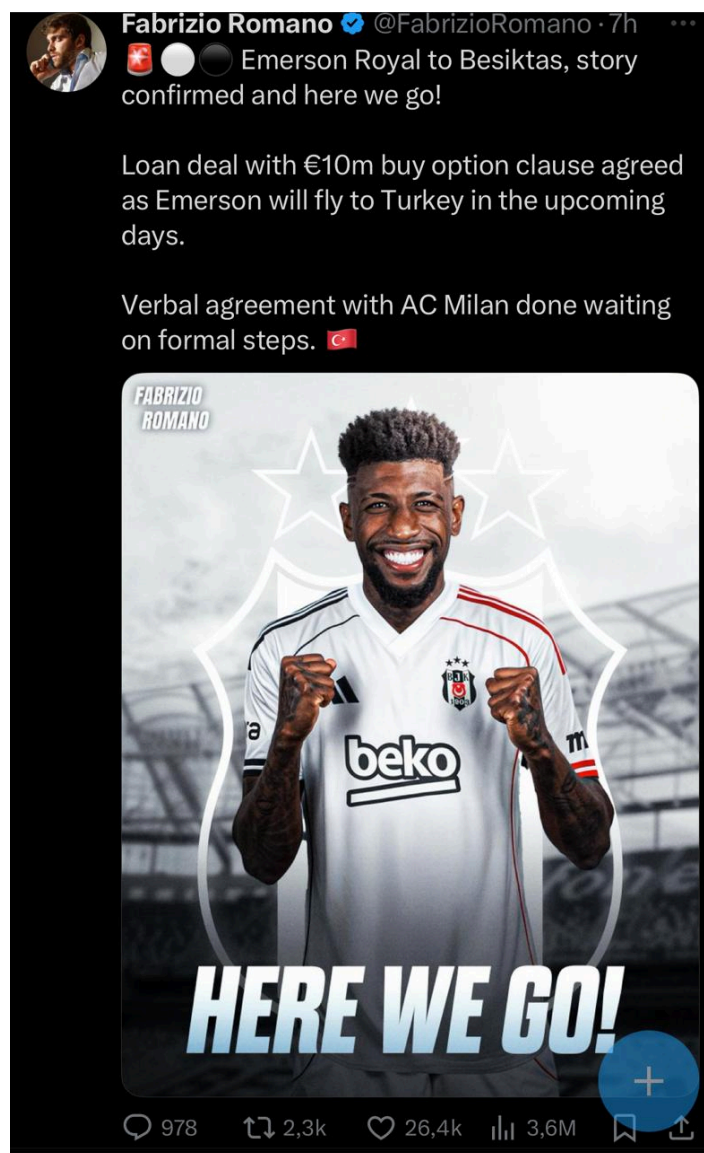 Fabrizio Romano @FabrizioRomano · 7h
🚨⚪⚫ Emerson Royal to Besiktas, story
confirmed and here we go!
Loan deal with €10m buy option clause agreed
as Emerson will fly to Turkey in the upcoming
days.
Verbal agreement with AC Milan done waiting
on formal steps. 🇹🇷
FABRIZIO
ROMANO
BJK
1903
beko
HERE WE GO!
978 2,3k 26,4k 3,6M